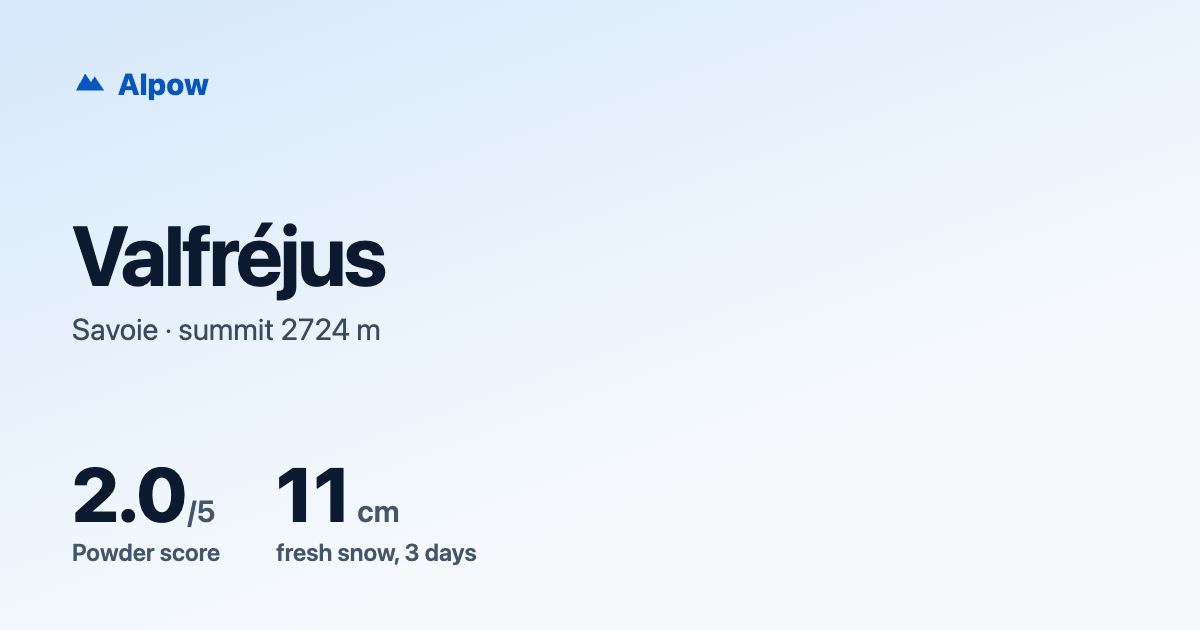 Alpow
Valfréjus
Savoie · summit 2724 m
2.0/5 11 cm
Powder score fresh snow, 3 days